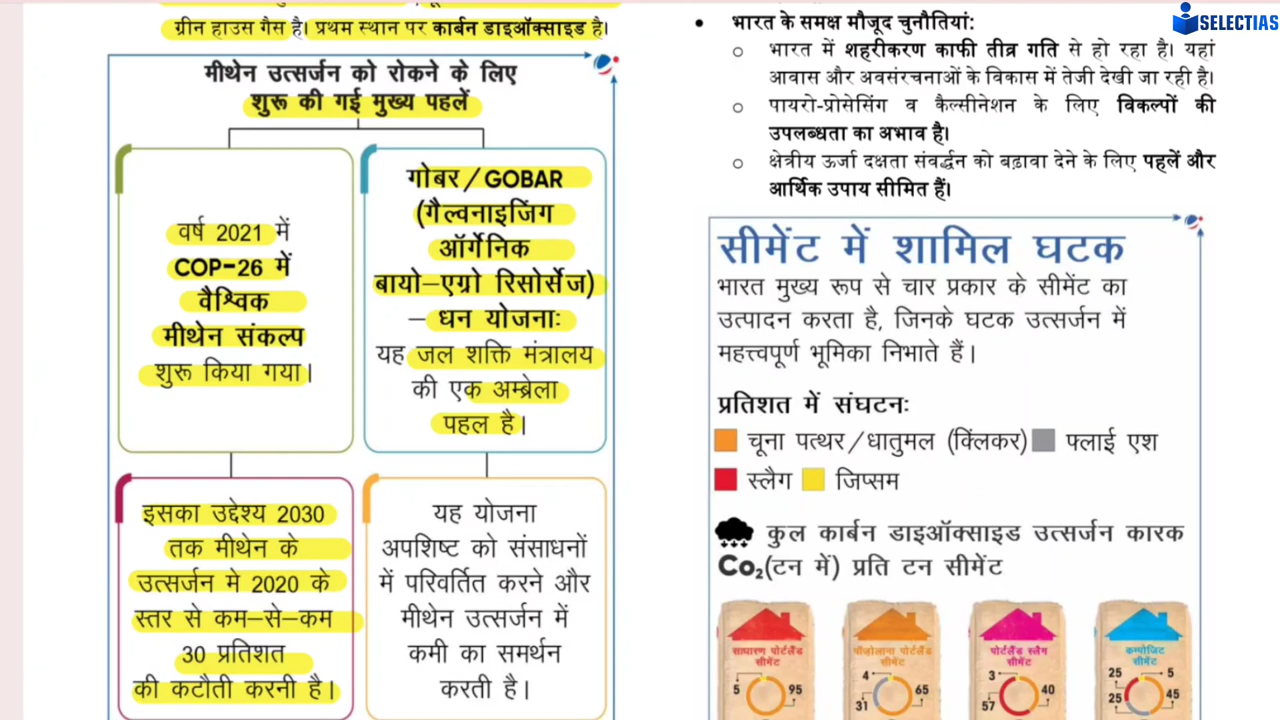 ग्रीन हाउस गैस है। प्रथम स्थान पर कार्बन डाइऑक्साइड है।
मीथेन उत्सर्जन को रोकने के लिए
शुरू की गई मुख्य पहलें
वर्ष 2021 में
COP-26 में
वैश्विक
मीथेन संकल्प
शुरू किया गया।
गोबर/GOBAR
(गैल्वनाइजिंग
ऑर्गेनिक
बायो-एग्रो रिसोर्सेज)
– धन योजनाः
यह जल शक्ति मंत्रालय
की एक अम्ब्रेला
पहल है।
इसका उद्देश्य 2030
तक मीथेन के
उत्सर्जन मे 2020 के
स्तर से कम-से-कम
30 प्रतिशत
की कटौती करनी है।
यह योजना
अपशिष्ट को संसाधनों
में परिवर्तित करने और
मीथेन उत्सर्जन में
कमी का समर्थन
करती है।
SELECTIAS
• भारत के समक्ष मौजूद चुनौतियां:
o भारत में शहरीकरण काफी तीव्र गति से हो रहा है। यहां
आवास और अवसंरचनाओं के विकास में तेजी देखी जा रही है।
o पायरो-प्रोसेसिंग व कैल्सीनेशन के लिए विकल्पों की
उपलब्धता का अभाव है।
o क्षेत्रीय ऊर्जा दक्षता संवर्द्धन को बढ़ावा देने के लिए पहलें और
आर्थिक उपाय सीमित हैं।
सीमेंट में शामिल घटक
भारत मुख्य रूप से चार प्रकार के सीमेंट का
उत्पादन करता है, जिनके घटक उत्सर्जन में
महत्त्वपूर्ण भूमिका निभाते हैं।
प्रतिशत में संघटनः
चूना पत्थर/धातुमल (क्लिंकर) फ्लाई एश
स्लैग जिप्सम
कुल कार्बन डाइऑक्साइड उत्सर्जन कारक
Co₂(टन में) प्रति टन सीमेंट
साधारण पोर्टलैंड
सीमेंट
5 95
पॉज़ोलाना पोर्टलैंड
सीमेंट
4
65
31
पोर्टलैंड स्लैग
सीमेंट
3
40
57
कम्पोजिट
सीमेंट
25 5
25 45